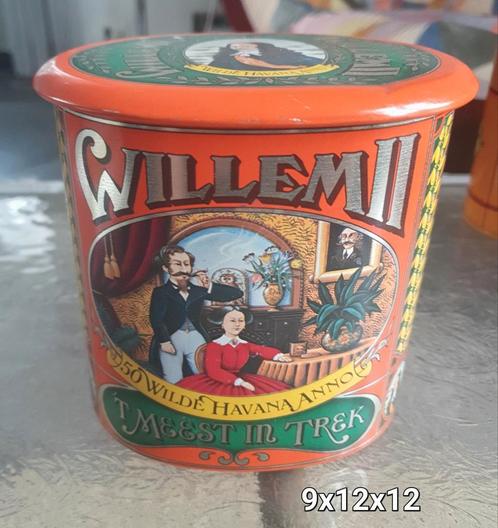 WILDE HAVANA
WILLEM II
50 WILDE HAVANA ANNO
'T MEEST IN TREK
9x12x12